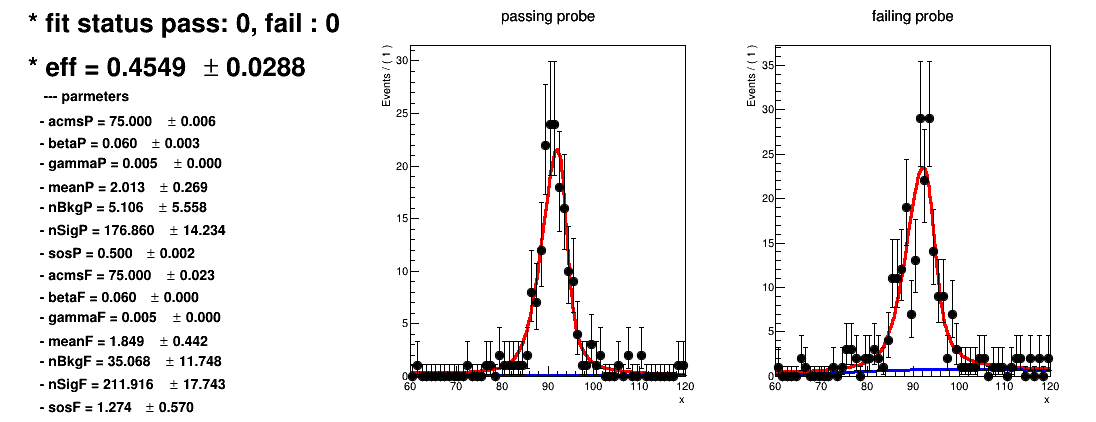 * fit status pass: 0, fail : 0
* eff = 0.4549 ± 0.0288
--- parmeters
- acmsP = 75.000 ± 0.006
- betaP = 0.060 ± 0.003
- gammaP = 0.005 ± 0.000
- meanP = 2.013 ± 0.269
- nBkgP = 5.106 ± 5.558
- nSigP = 176.860 ± 14.234
- sosP = 0.500 ± 0.002
- acmsF = 75.000 ± 0.023
- betaF = 0.060 ± 0.000
- gammaF = 0.005 ± 0.000
- meanF = 1.849 ± 0.442
- nBkgF = 35.068 ± 11.748
- nSigF = 211.916 ± 17.743
- sosF = 1.274 ± 0.570
passing probe
Events / ( 1 )
30
25
20
15
10
5
0
60 70 80 90 100 110 120
x
failing probe
Events / ( 1 )
35
30
25
20
15
10
5
0
60 70 80 90 100 110 120
x